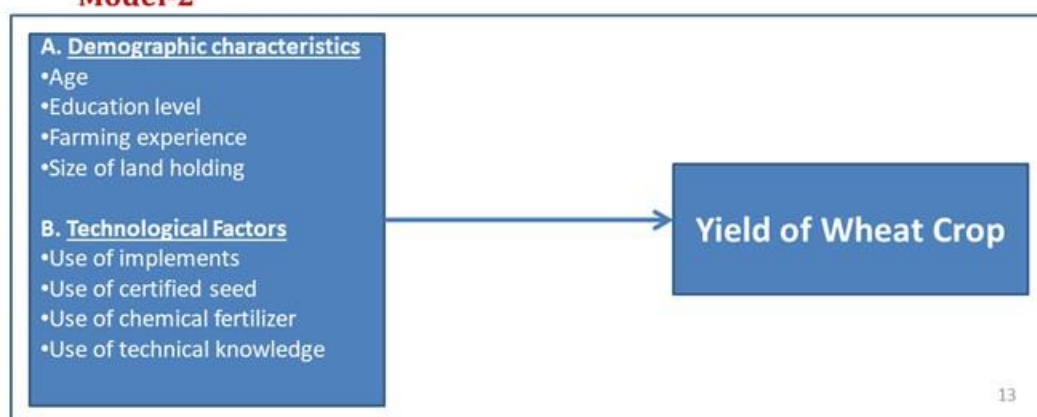 Model-2
A. Demographic characteristics
•Age
•Education level
•Farming experience
•Size of land holding
B. Technological Factors
•Use of implements
•Use of certified seed
•Use of chemical fertilizer
•Use of technical knowledge
Yield of Wheat Crop
13